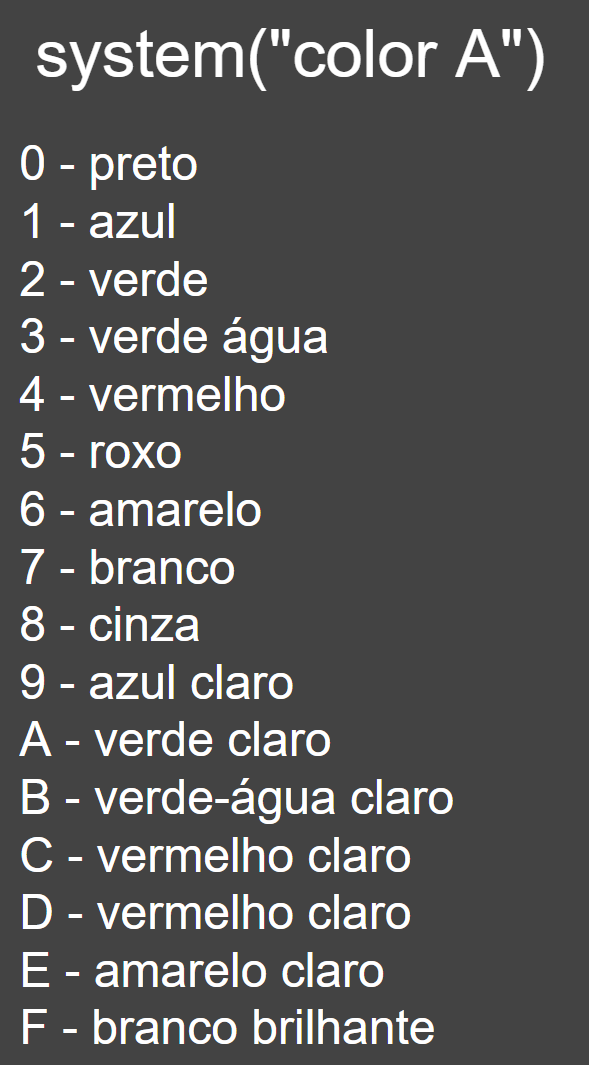 system("color A")
0 - preto
1 - azul
2 - verde
3 - verde água
4 - vermelho
5 - roxo
6 - amarelo
7 - branco
8 - cinza
9 - azul claro
A - verde claro
B - verde-água claro
C - vermelho claro
D - vermelho claro
E - amarelo claro
F - branco brilhante